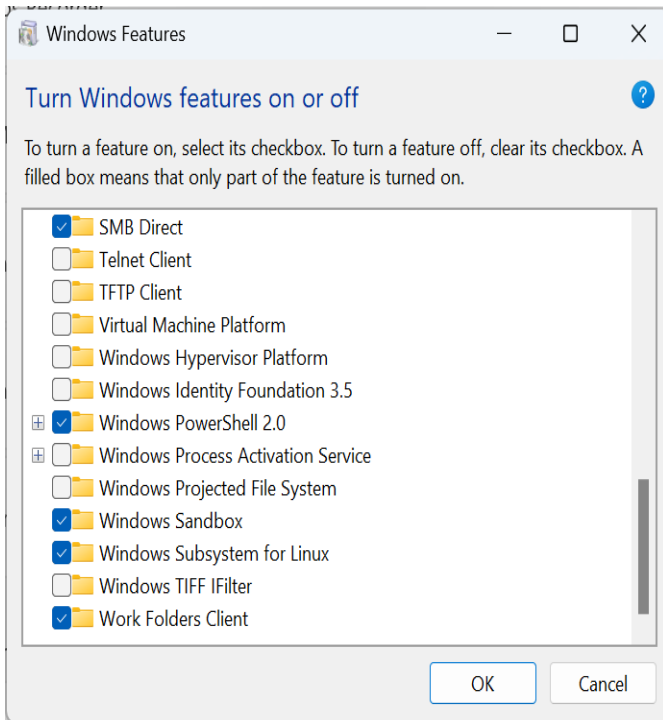 Windows Features
Turn Windows features on or off
?
To turn a feature on, select its checkbox. To turn a feature off, clear its checkbox. A
filled box means that only part of the feature is turned on.
SMB Direct
Telnet Client
TFTP Client
Virtual Machine Platform
Windows Hypervisor Platform
Windows Identity Foundation 3.5
Windows PowerShell 2.0
Windows Process Activation Service
Windows Projected File System
Windows Sandbox
Windows Subsystem for Linux
Windows TIFF IFilter
Work Folders Client
OK Cancel